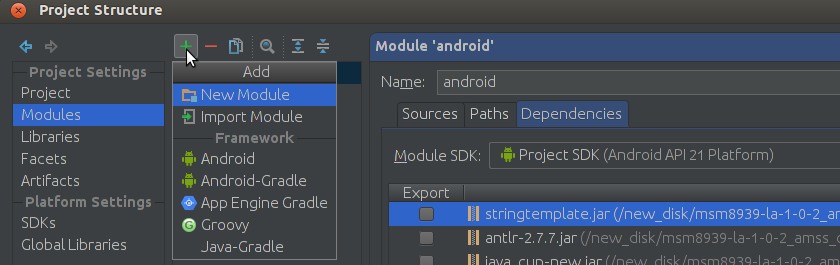 Project Structure
Project Settings
Project
Modules
Libraries
Facets
Artifacts
Platform Settings
SDKs
Global Libraries
Add
New Module
Import Module
Framework
Android
Android-Gradle
App Engine Gradle
Groovy
Java-Gradle
Module 'android'
Name: android
Sources Paths Dependencies
Module SDK: Project SDK (Android API 21 Platform)
Export
stringtemplate.jar (/new_disk/msm8939-la-1-0-2_am
antlr-2.7.7.jar (/new_disk/msm8939-la-1-0-2_amss_
java_cup-new.jar (/new_disk/msm8939-la-1-0-2